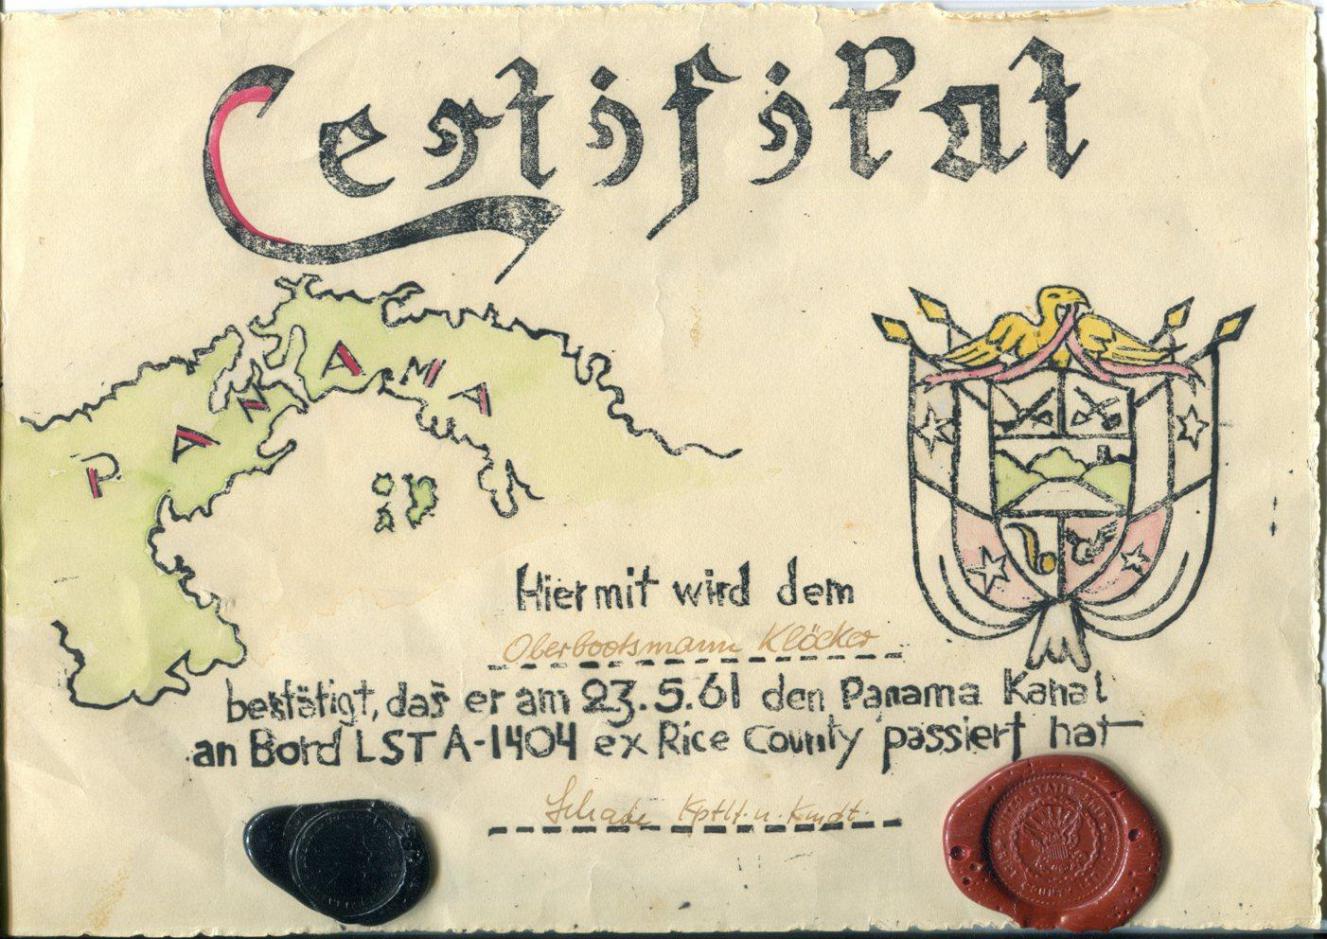 Certifikat
PANAMA
Hiermit wird dem
Oberbootsmann Klöcker
bestätigt, daß er am 23.5.61 den Panama Kanal
an Bord LST A-1404 ex Rice County passiert hat
Kptlt. u. Kmdt.